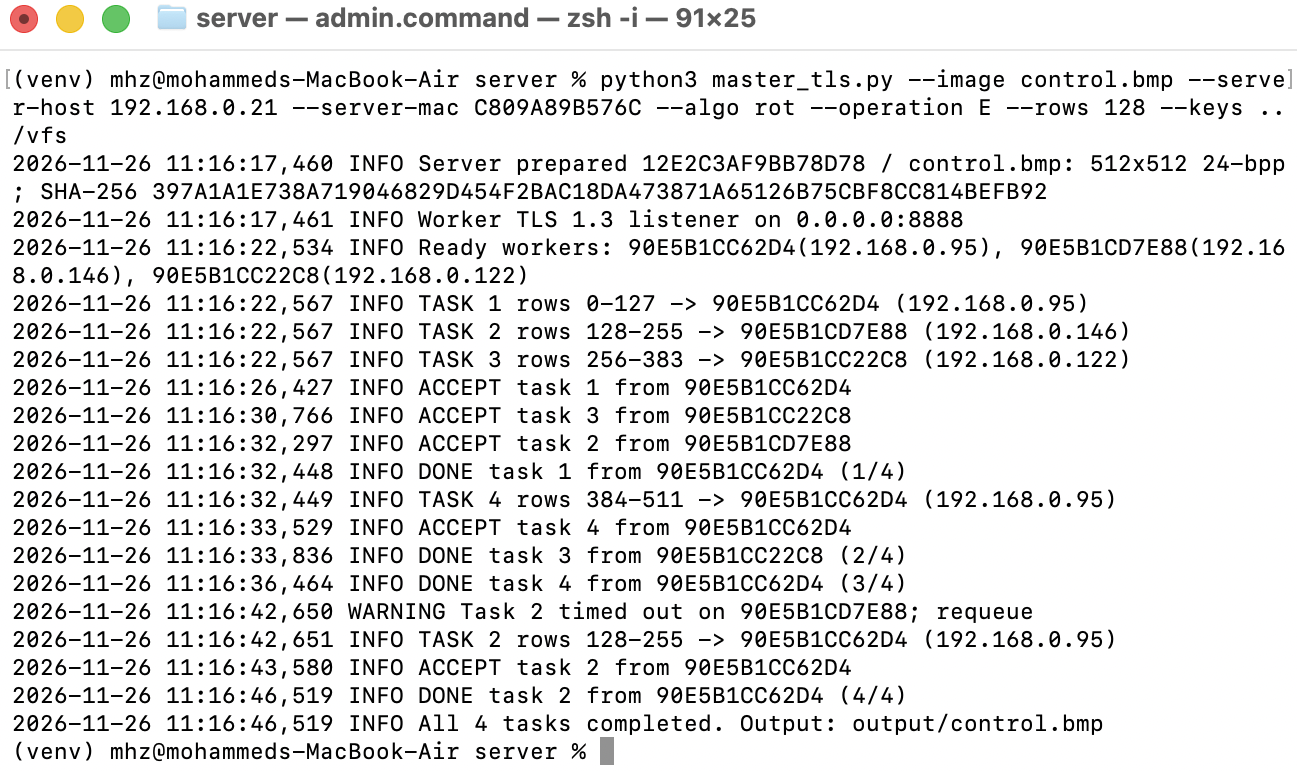 server — admin.command — zsh -i — 91×25
[(venv) mhz@mohammeds-MacBook-Air server % python3 master_tls.py --image control.bmp --serve]
r-host 192.168.0.21 --server-mac C809A89B576C --algo rot --operation E --rows 128 --keys ..
/vfs
2026-11-26 11:16:17,460 INFO Server prepared 12E2C3AF9BB78D78 / control.bmp: 512x512 24-bpp
; SHA-256 397A1A1E738A719046829D454F2BAC18DA473871A65126B75CBF8CC814BEFB92
2026-11-26 11:16:17,461 INFO Worker TLS 1.3 listener on 0.0.0.0:8888
2026-11-26 11:16:22,534 INFO Ready workers: 90E5B1CC62D4(192.168.0.95), 90E5B1CD7E88(192.16
8.0.146), 90E5B1CC22C8(192.168.0.122)
2026-11-26 11:16:22,567 INFO TASK 1 rows 0-127 -> 90E5B1CC62D4 (192.168.0.95)
2026-11-26 11:16:22,567 INFO TASK 2 rows 128-255 -> 90E5B1CD7E88 (192.168.0.146)
2026-11-26 11:16:22,567 INFO TASK 3 rows 256-383 -> 90E5B1CC22C8 (192.168.0.122)
2026-11-26 11:16:26,427 INFO ACCEPT task 1 from 90E5B1CC62D4
2026-11-26 11:16:30,766 INFO ACCEPT task 3 from 90E5B1CC22C8
2026-11-26 11:16:32,297 INFO ACCEPT task 2 from 90E5B1CD7E88
2026-11-26 11:16:32,448 INFO DONE task 1 from 90E5B1CC62D4 (1/4)
2026-11-26 11:16:32,449 INFO TASK 4 rows 384-511 -> 90E5B1CC62D4 (192.168.0.95)
2026-11-26 11:16:33,529 INFO ACCEPT task 4 from 90E5B1CC62D4
2026-11-26 11:16:33,836 INFO DONE task 3 from 90E5B1CC22C8 (2/4)
2026-11-26 11:16:36,464 INFO DONE task 4 from 90E5B1CC62D4 (3/4)
2026-11-26 11:16:42,650 WARNING Task 2 timed out on 90E5B1CD7E88; requeue
2026-11-26 11:16:42,651 INFO TASK 2 rows 128-255 -> 90E5B1CC62D4 (192.168.0.95)
2026-11-26 11:16:43,580 INFO ACCEPT task 2 from 90E5B1CC62D4
2026-11-26 11:16:46,519 INFO DONE task 2 from 90E5B1CC62D4 (4/4)
2026-11-26 11:16:46,519 INFO All 4 tasks completed. Output: output/control.bmp
(venv) mhz@mohammeds-MacBook-Air server %